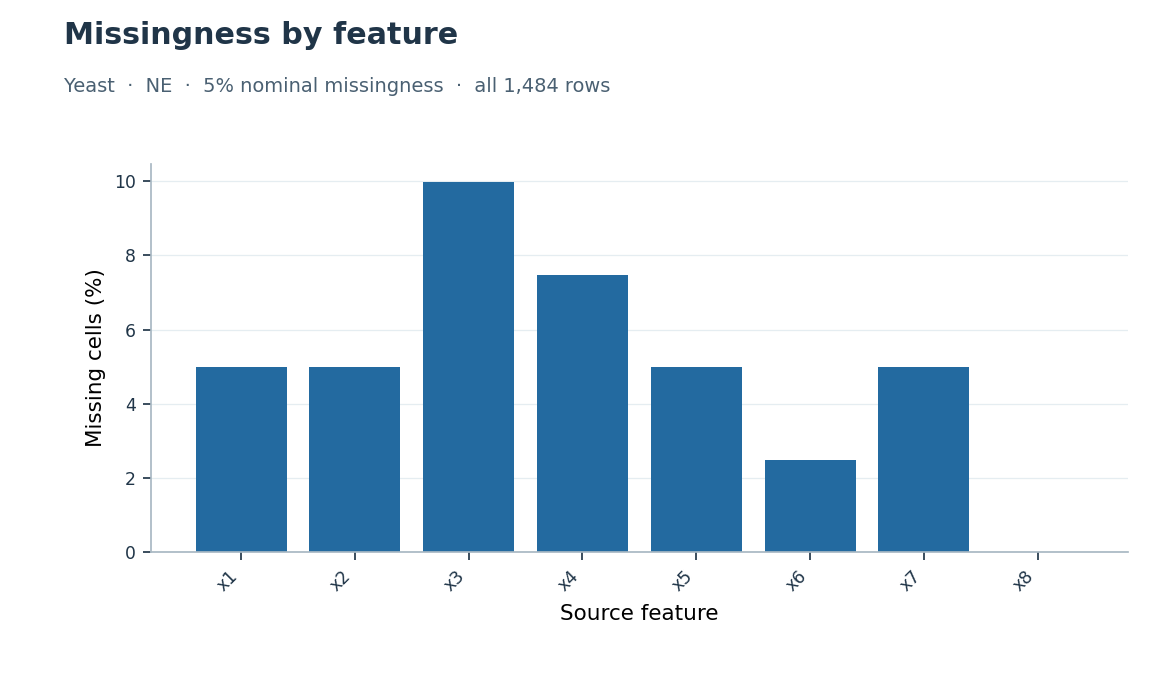 Missingness by feature
Yeast · NE · 5% nominal missingness · all 1,484 rows
10
8
6
4
2
0
Missing cells (%)
x1 x2 x3 x4 x5 x6 x7 x8
Source feature